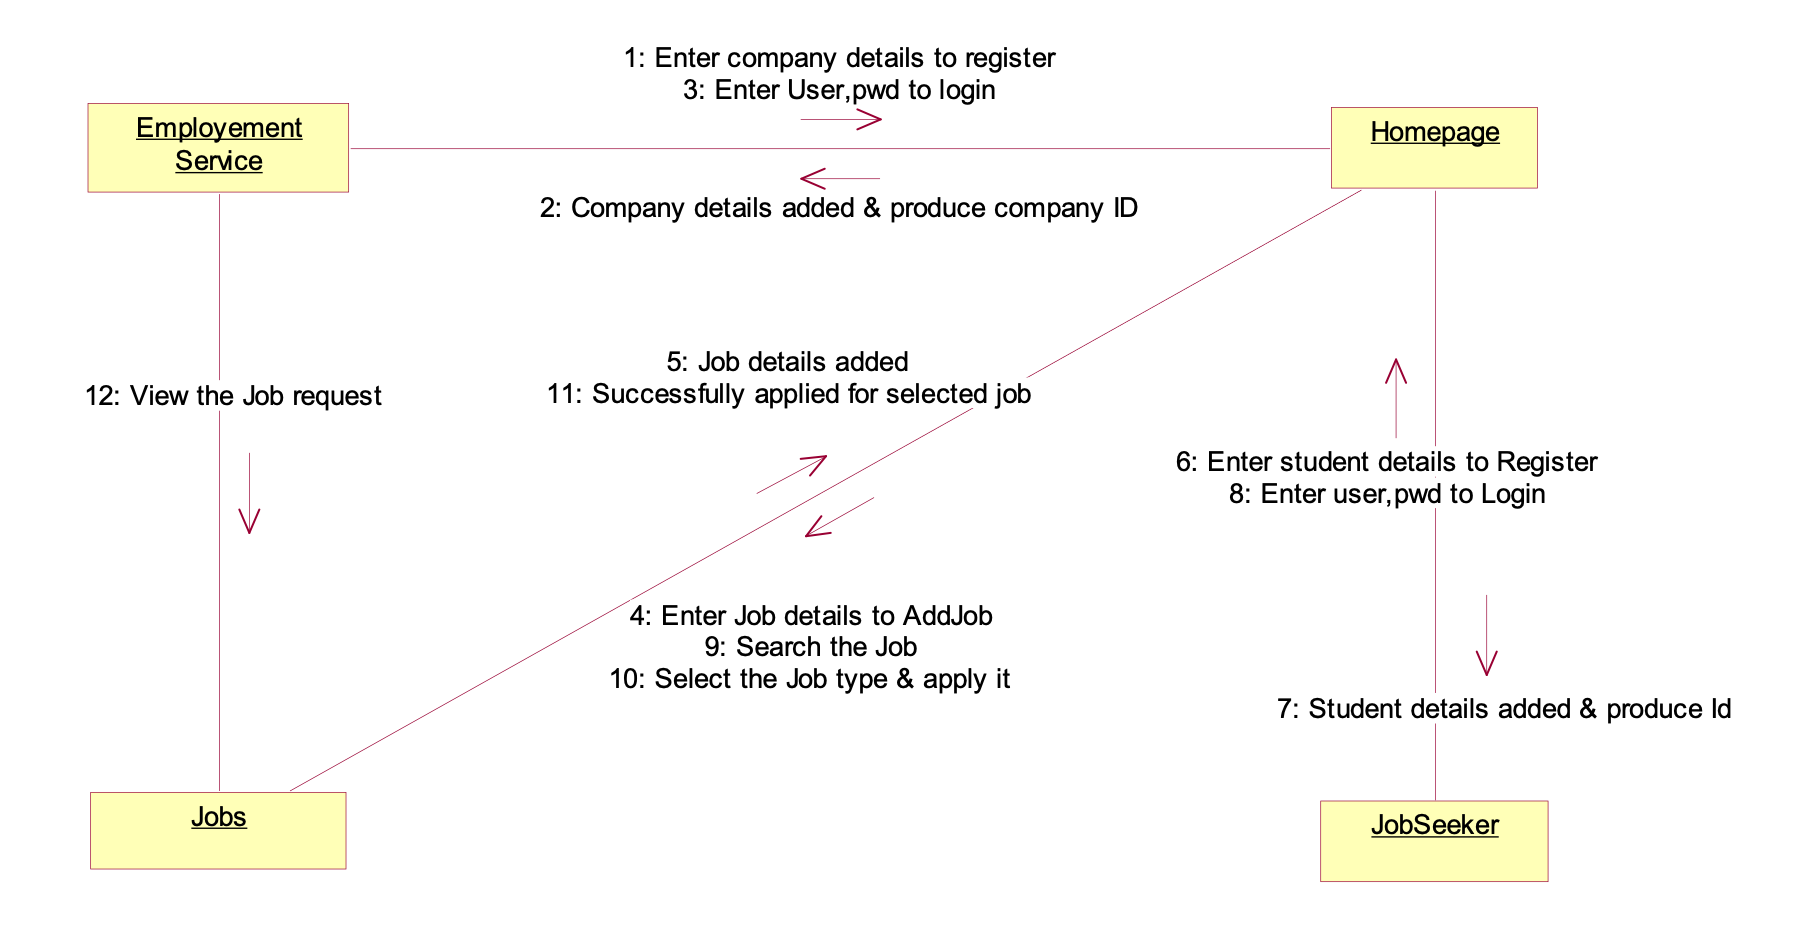 1: Enter company details to register
3: Enter User,pwd to login
Employement
Service
Homepage
2: Company details added & produce company ID
5: Job details added
11: Successfully applied for selected job
12: View the Job request
6: Enter student details to Register
8: Enter user,pwd to Login
4: Enter Job details to AddJob
9: Search the Job
10: Select the Job type & apply it
7: Student details added & produce Id
Jobs
JobSeeker